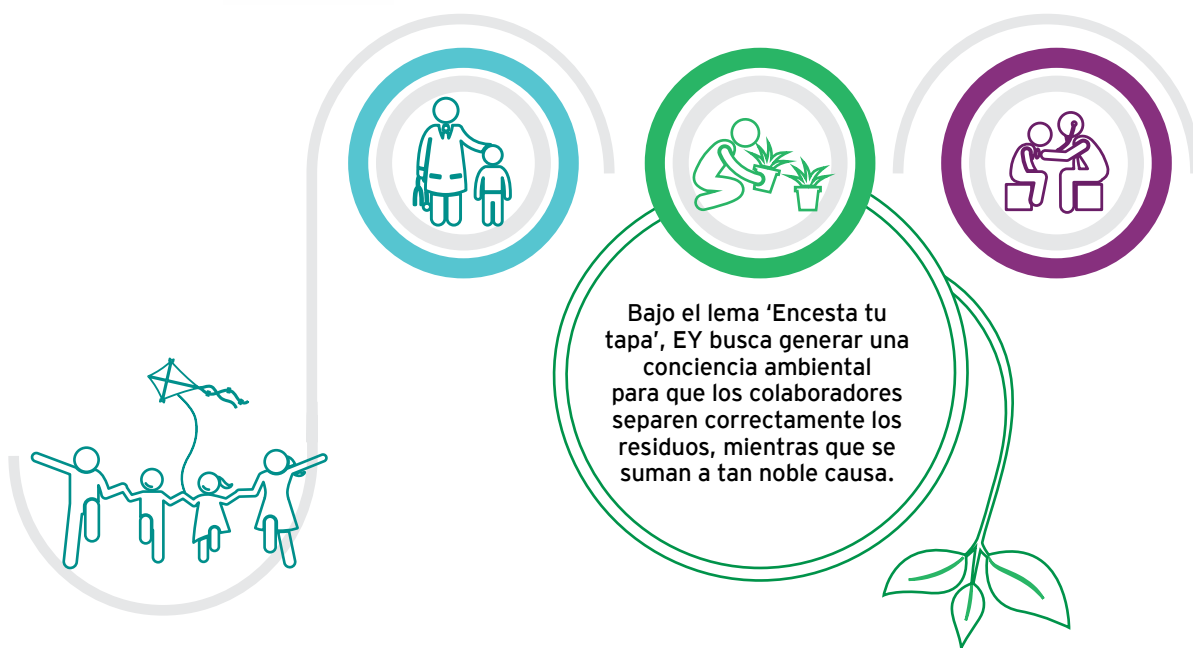 Bajo el lema ‘Encesta tu
tapa’, EY busca generar una
conciencia ambiental
para que los colaboradores
separen correctamente los
residuos, mientras que se
suman a tan noble causa.